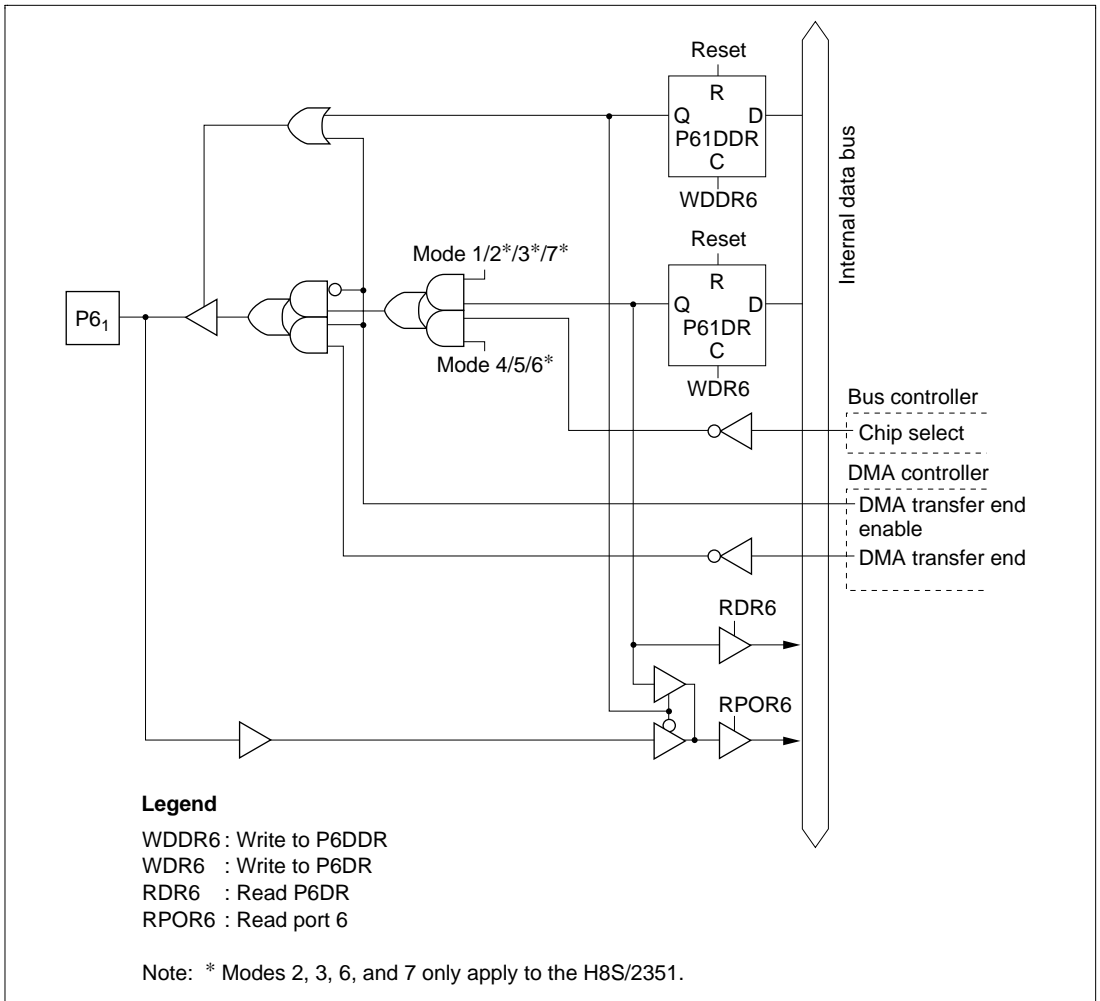 Reset
R
Q D
P61DDR
C
WDDR6
Internal data bus
Reset
Mode 1/2*/3*/7*
R
Q D
P61DR
C
WDR6
P6₁
Mode 4/5/6*
Bus controller
Chip select
DMA controller
DMA transfer end
enable
DMA transfer end
RDR6
RPOR6
Legend
WDDR6 : Write to P6DDR
WDR6 : Write to P6DR
RDR6 : Read P6DR
RPOR6 : Read port 6
Note: * Modes 2, 3, 6, and 7 only apply to the H8S/2351.